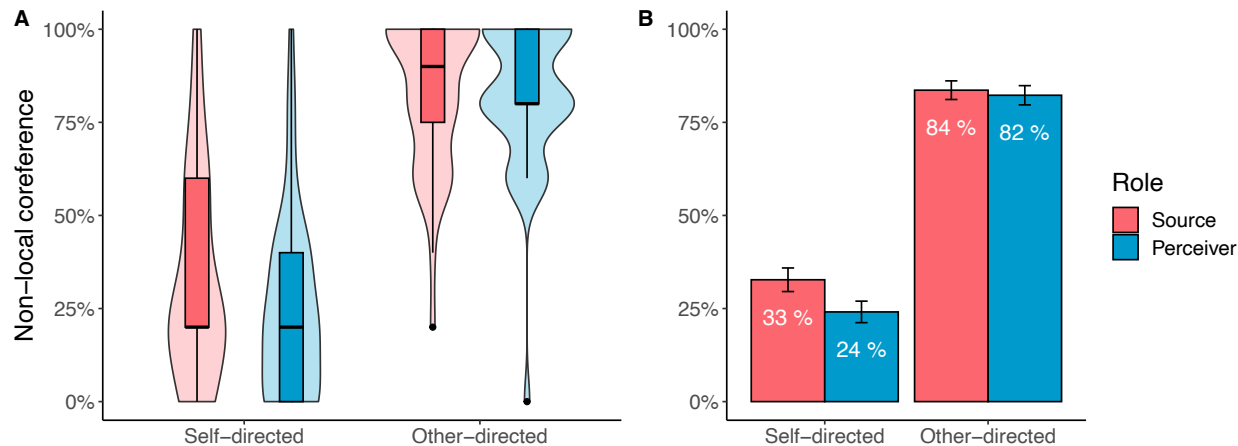 A
Non-local coreference
100%
75%
50%
25%
0%
Self-directed
Other-directed
B
100%
75%
50%
25%
0%
33 %
24 %
84 %
82 %
Self-directed
Other-directed
Role
Source
Perceiver